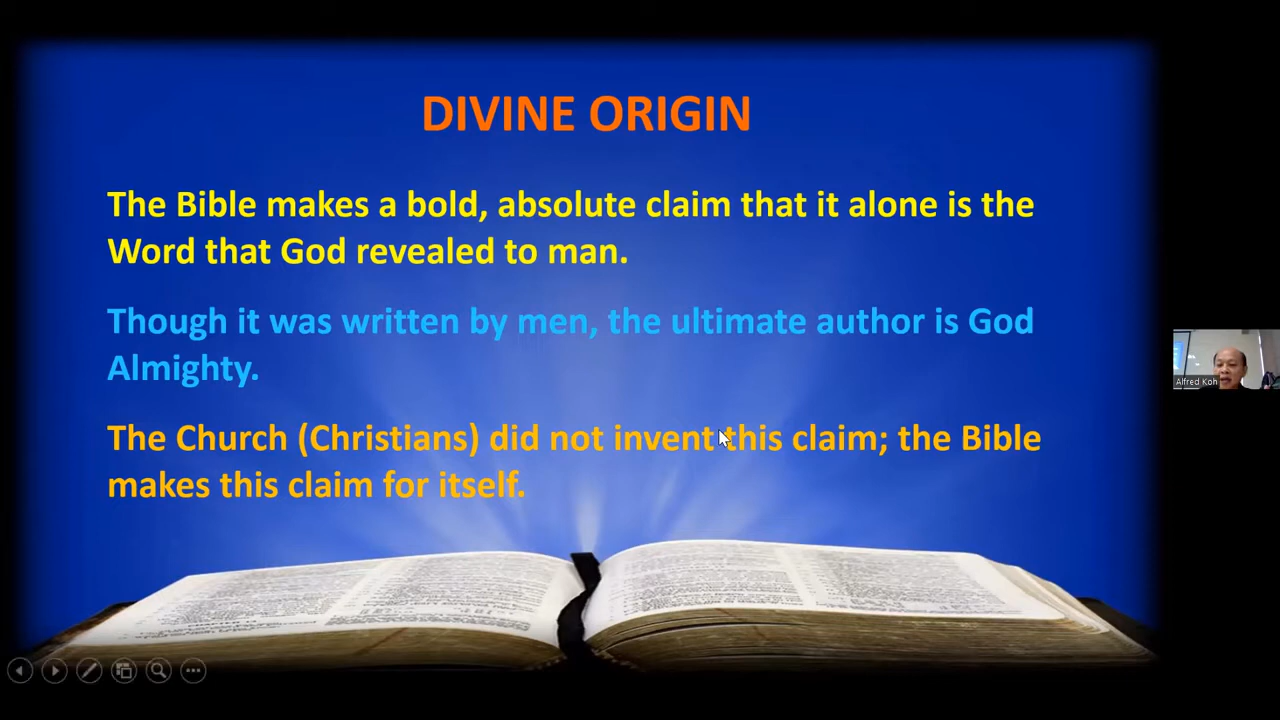 DIVINE ORIGIN
The Bible makes a bold, absolute claim that it alone is the
Word that God revealed to man.
Though it was written by men, the ultimate author is God
Almighty.
The Church (Christians) did not invent this claim; the Bible
makes this claim for itself.
Alfred Koh